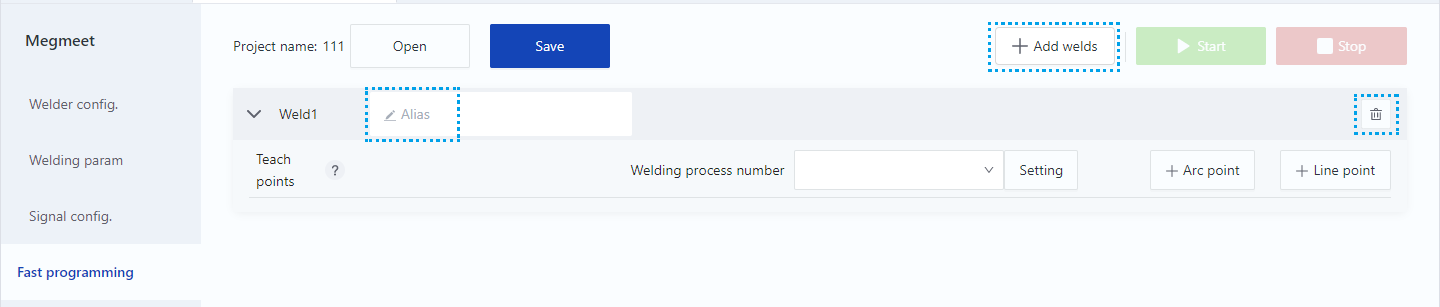 Megmeet
Project name: 111
Open
Save
Add welds
Start
Stop
Welder config.
Weld1
Alias
Welding param
Teach
points
?
Welding process number
Setting
Arc point
Line point
Signal config.
Fast programming